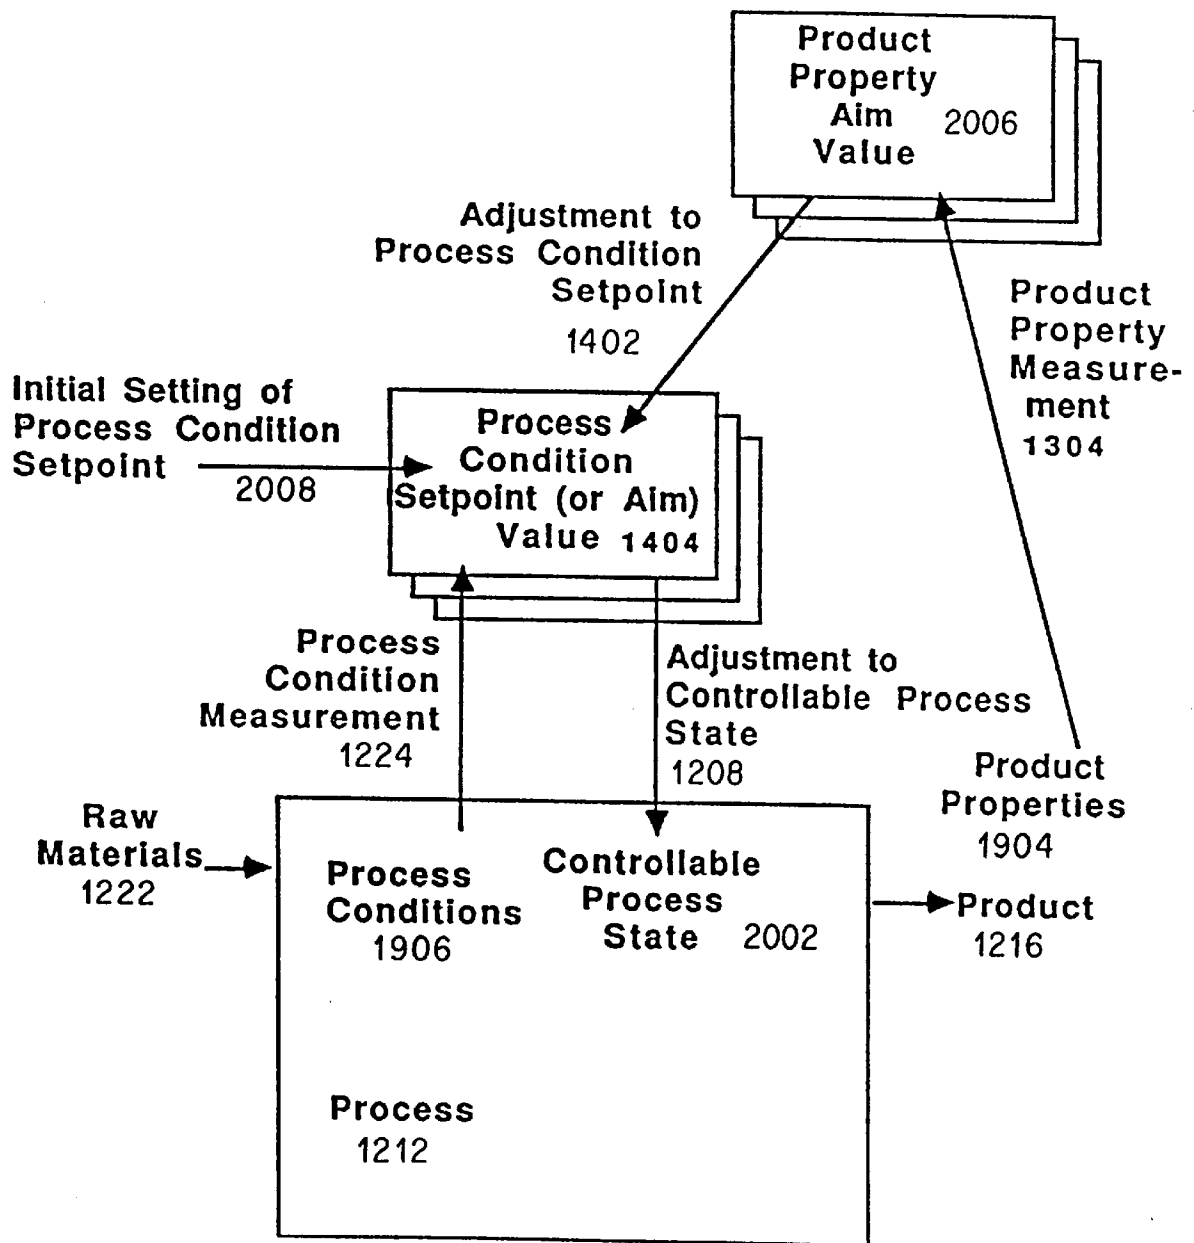 Product
Property
Aim 2006
Value
Adjustment to
Process Condition
Setpoint
1402
Product
Property
Measure-
ment
1304
Initial Setting of
Process Condition
Setpoint
2008
Process
Condition
Setpoint (or Aim)
Value 1404
Process
Condition
Measurement
1224
Adjustment to
Controllable Process
State
1208
Product
Properties
1904
Raw
Materials
1222
Process
Conditions
1906
Controllable
Process
State 2002
Product
1216
Process
1212